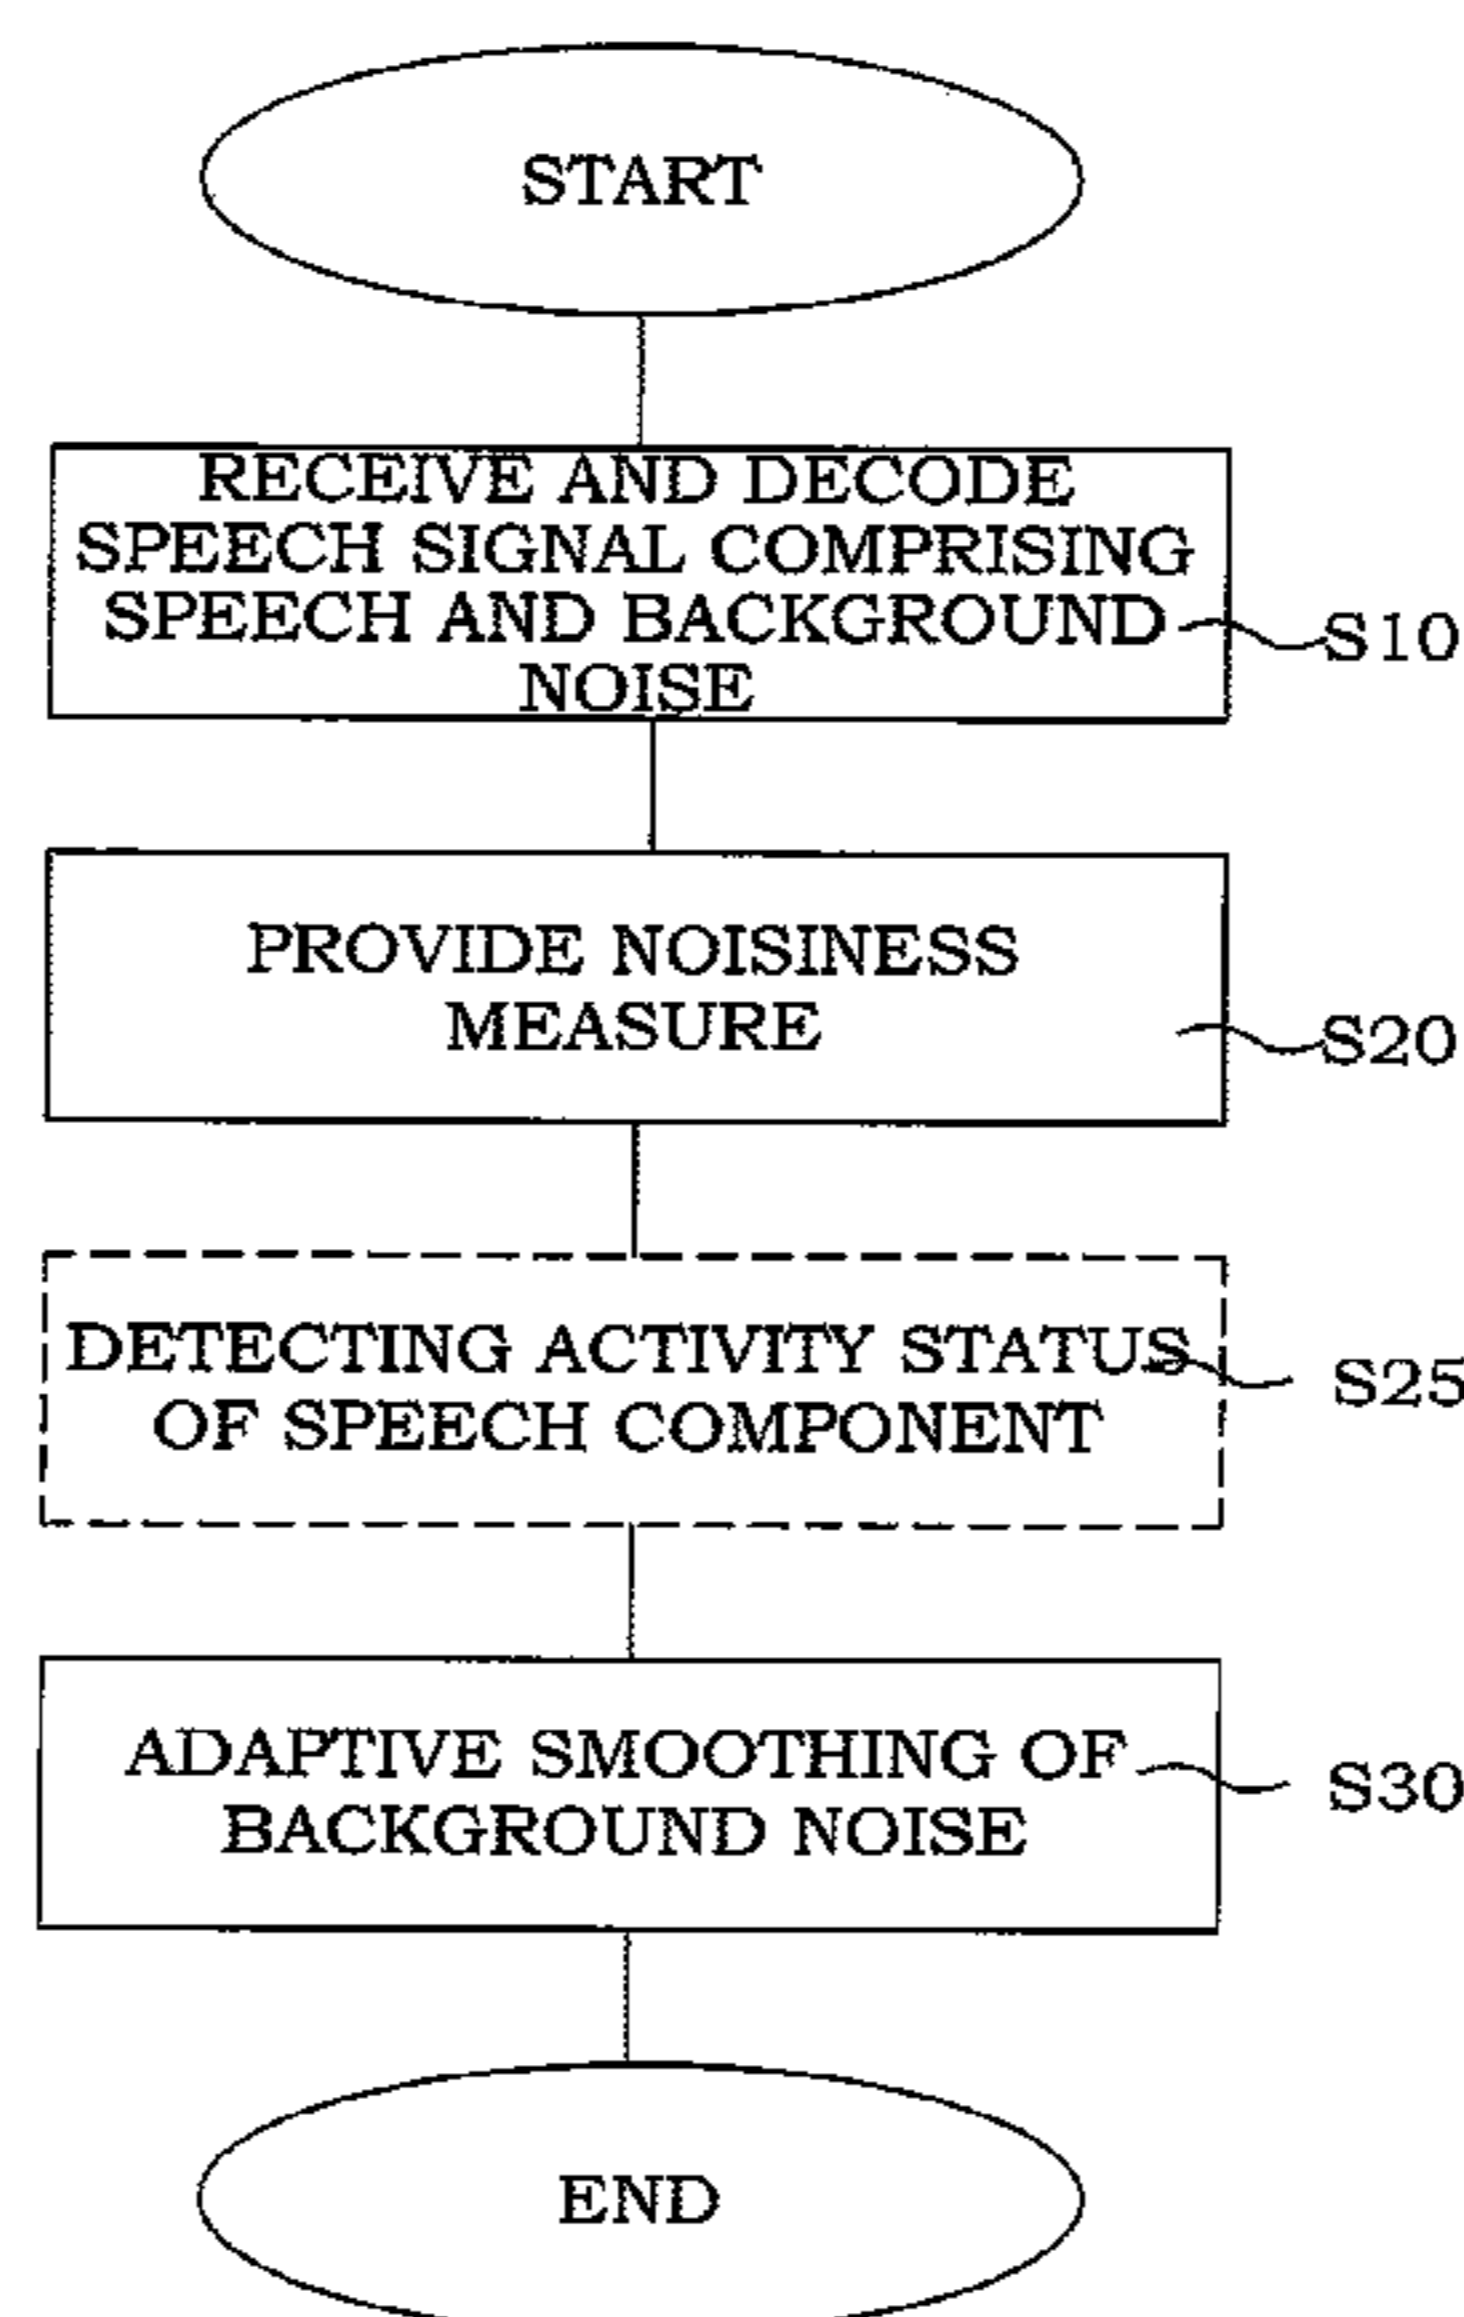 START
RECEIVE AND DECODE
SPEECH SIGNAL COMPRISING
SPEECH AND BACKGROUND
NOISE
S10
PROVIDE NOISINESS
MEASURE
S20
DETECTING ACTIVITY STATUS
OF SPEECH COMPONENT
S25
ADAPTIVE SMOOTHING OF
BACKGROUND NOISE
S30
END